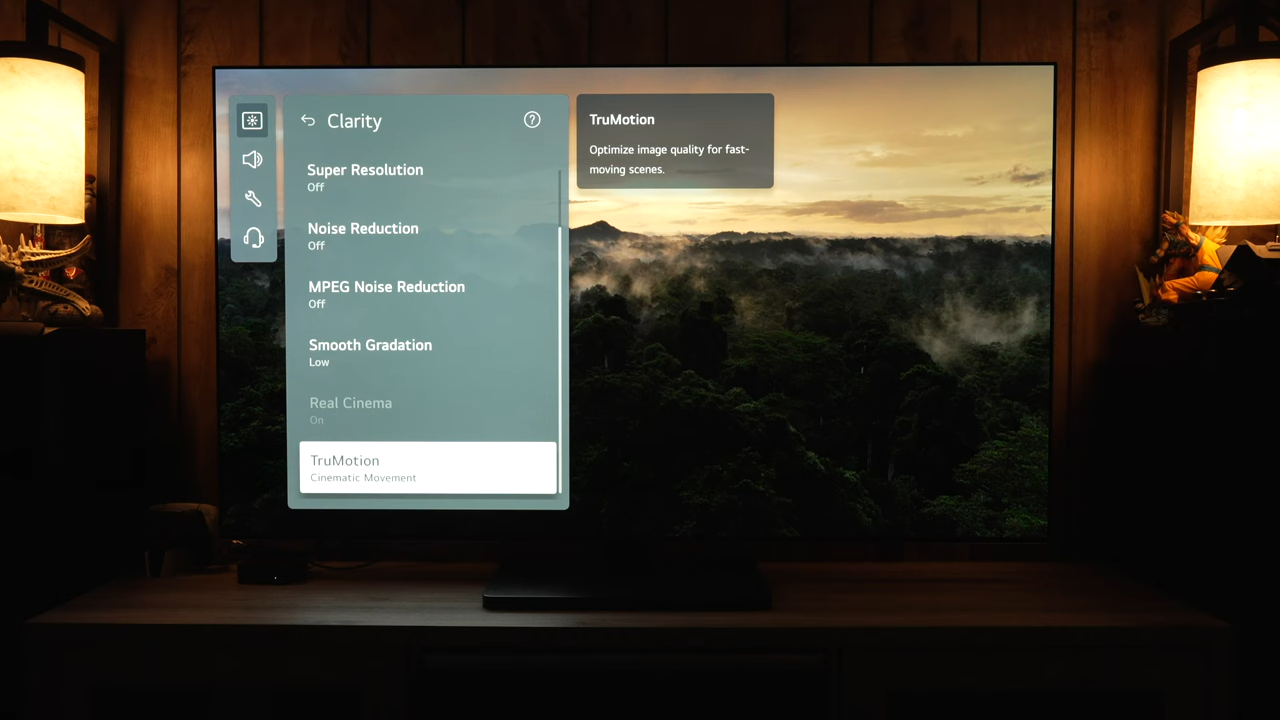 Clarity
?
Super Resolution
Off
Noise Reduction
Off
MPEG Noise Reduction
Off
Smooth Gradation
Low
Real Cinema
On
TruMotion
Cinematic Movement
TruMotion
Optimize image quality for fast-
moving scenes.